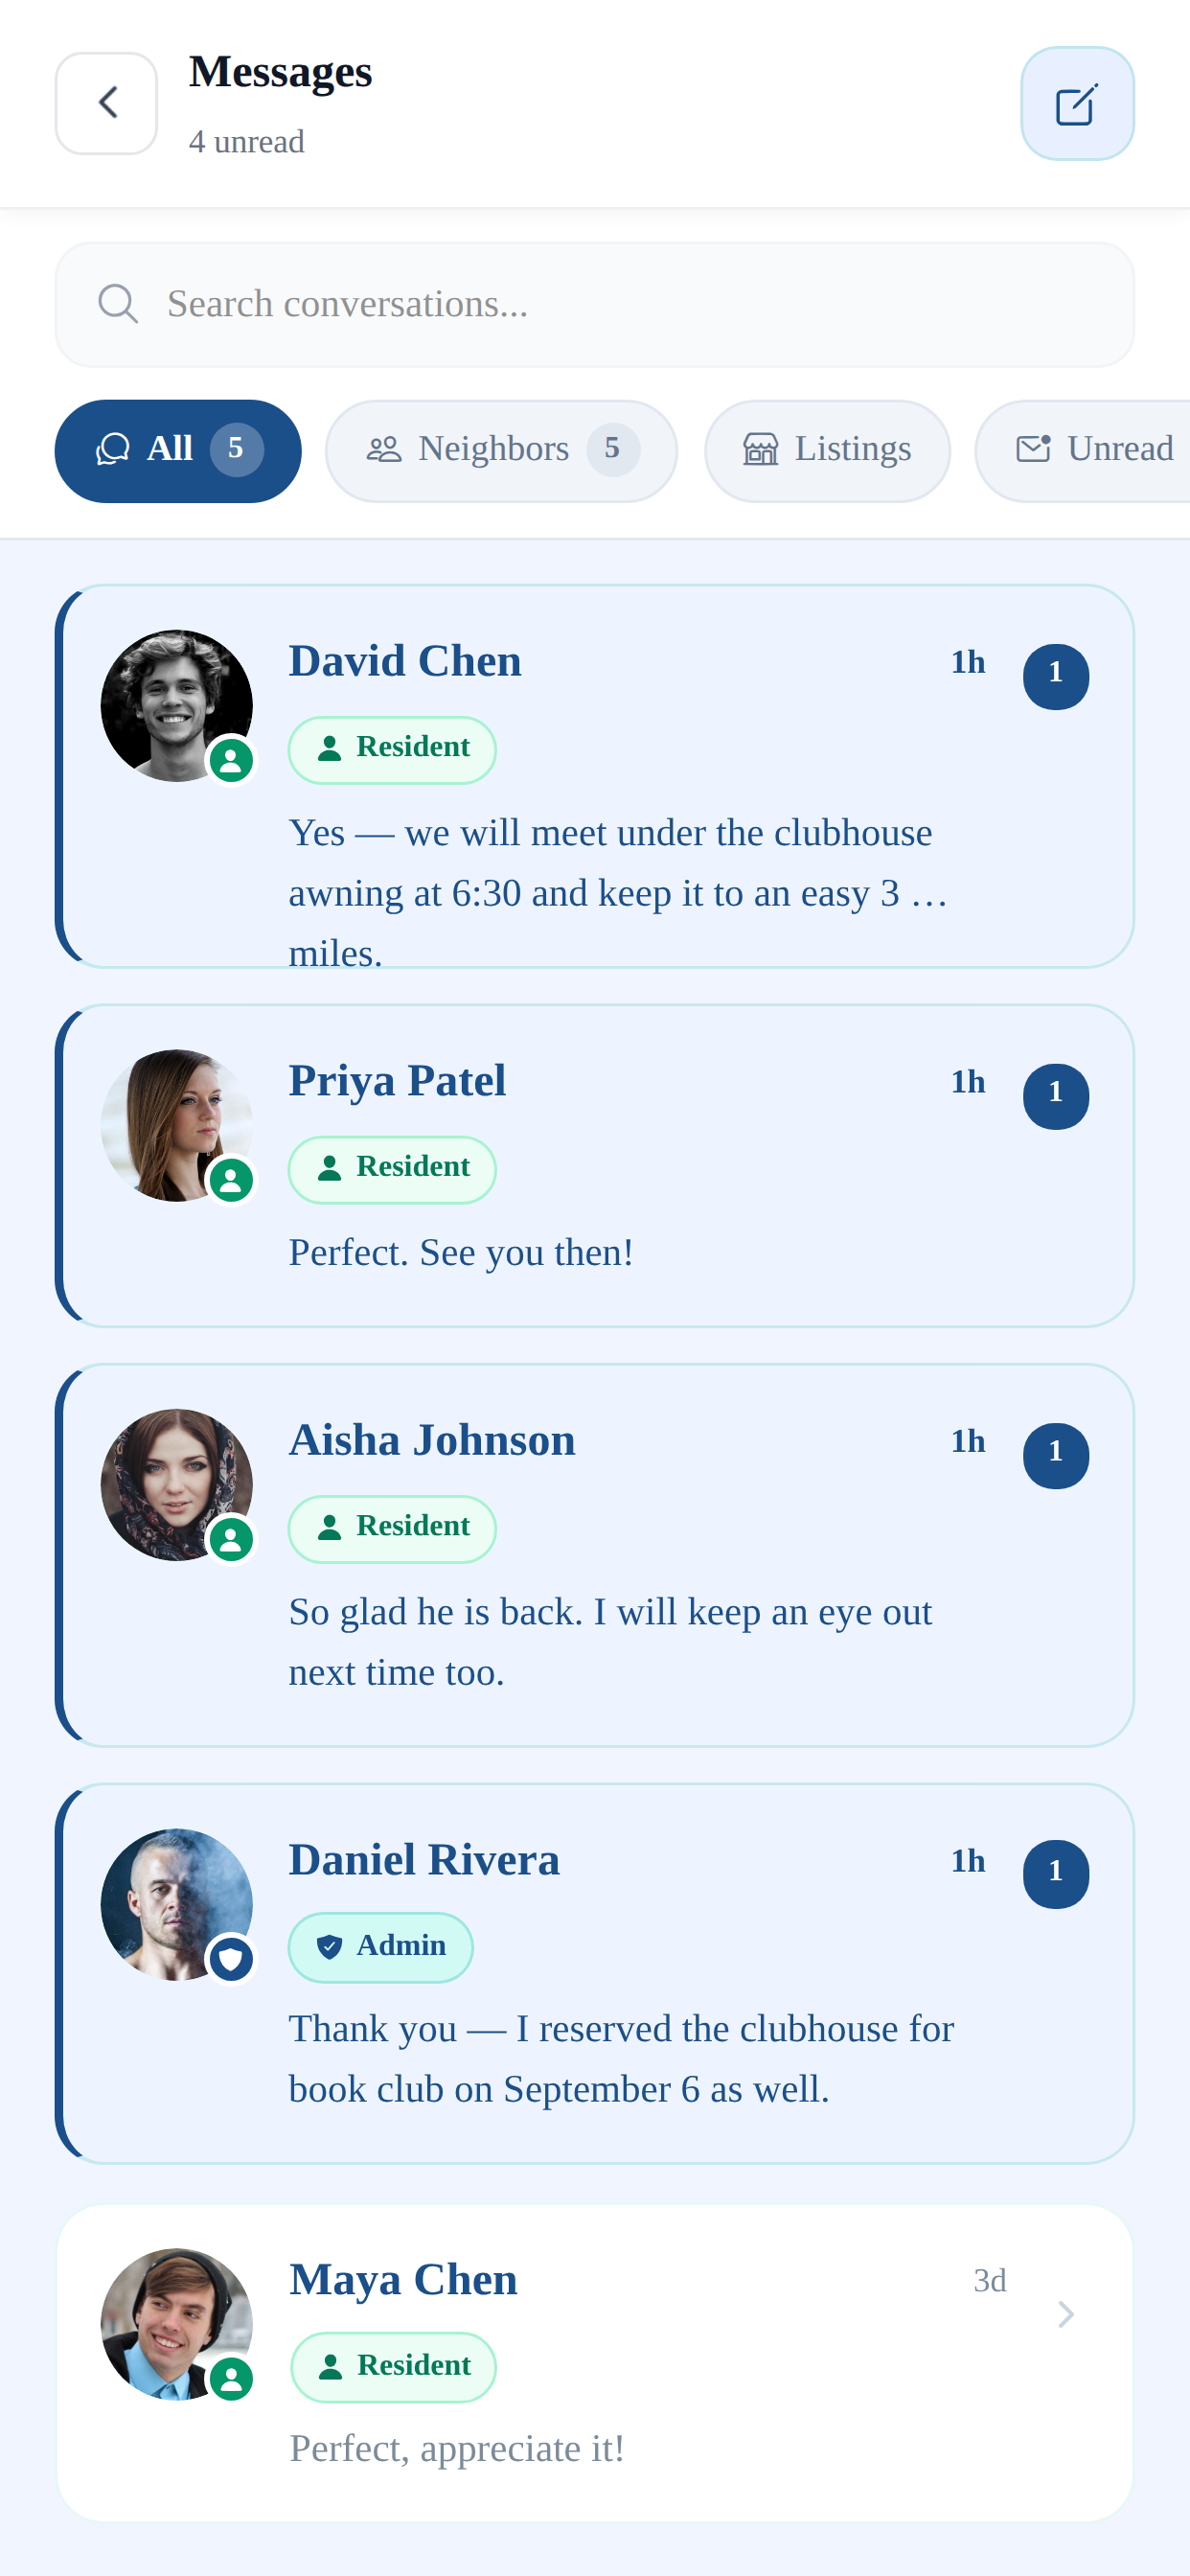 Messages
4 unread
Search conversations...
All 5
Neighbors 5
Listings
Unread
David Chen
1h
1
Resident
Yes — we will meet under the clubhouse
awning at 6:30 and keep it to an easy 3 …
miles.
Priya Patel
1h
1
Resident
Perfect. See you then!
Aisha Johnson
1h
1
Resident
So glad he is back. I will keep an eye out
next time too.
Daniel Rivera
1h
1
Admin
Thank you — I reserved the clubhouse for
book club on September 6 as well.
Maya Chen
3d
Resident
Perfect, appreciate it!